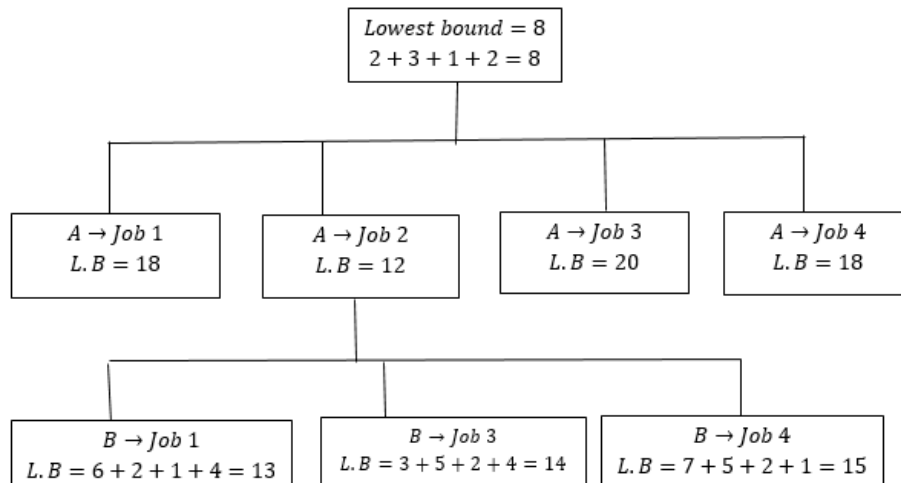 Lowest bound = 8
2 + 3 + 1 + 2 = 8
A → Job 1
L. B = 18
A → Job 2
L. B = 12
A → Job 3
L. B = 20
A → Job 4
L. B = 18
B → Job 1
L. B = 6 + 2 + 1 + 4 = 13
B → Job 3
L. B = 3 + 5 + 2 + 4 = 14
B → Job 4
L. B = 7 + 5 + 2 + 1 = 15